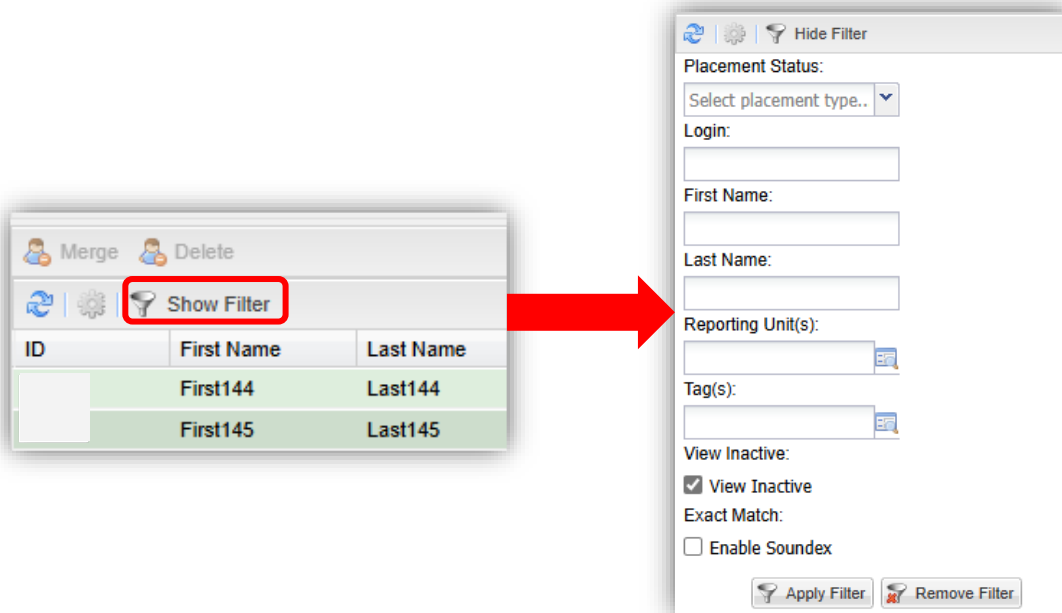 Merge Delete
Show Filter
ID First Name Last Name
First144 Last144
First145 Last145
Hide Filter
Placement Status:
Select placement type..
Login:
First Name:
Last Name:
Reporting Unit(s):
Tag(s):
View Inactive:
View Inactive
Exact Match:
Enable Soundex
Apply Filter Remove Filter